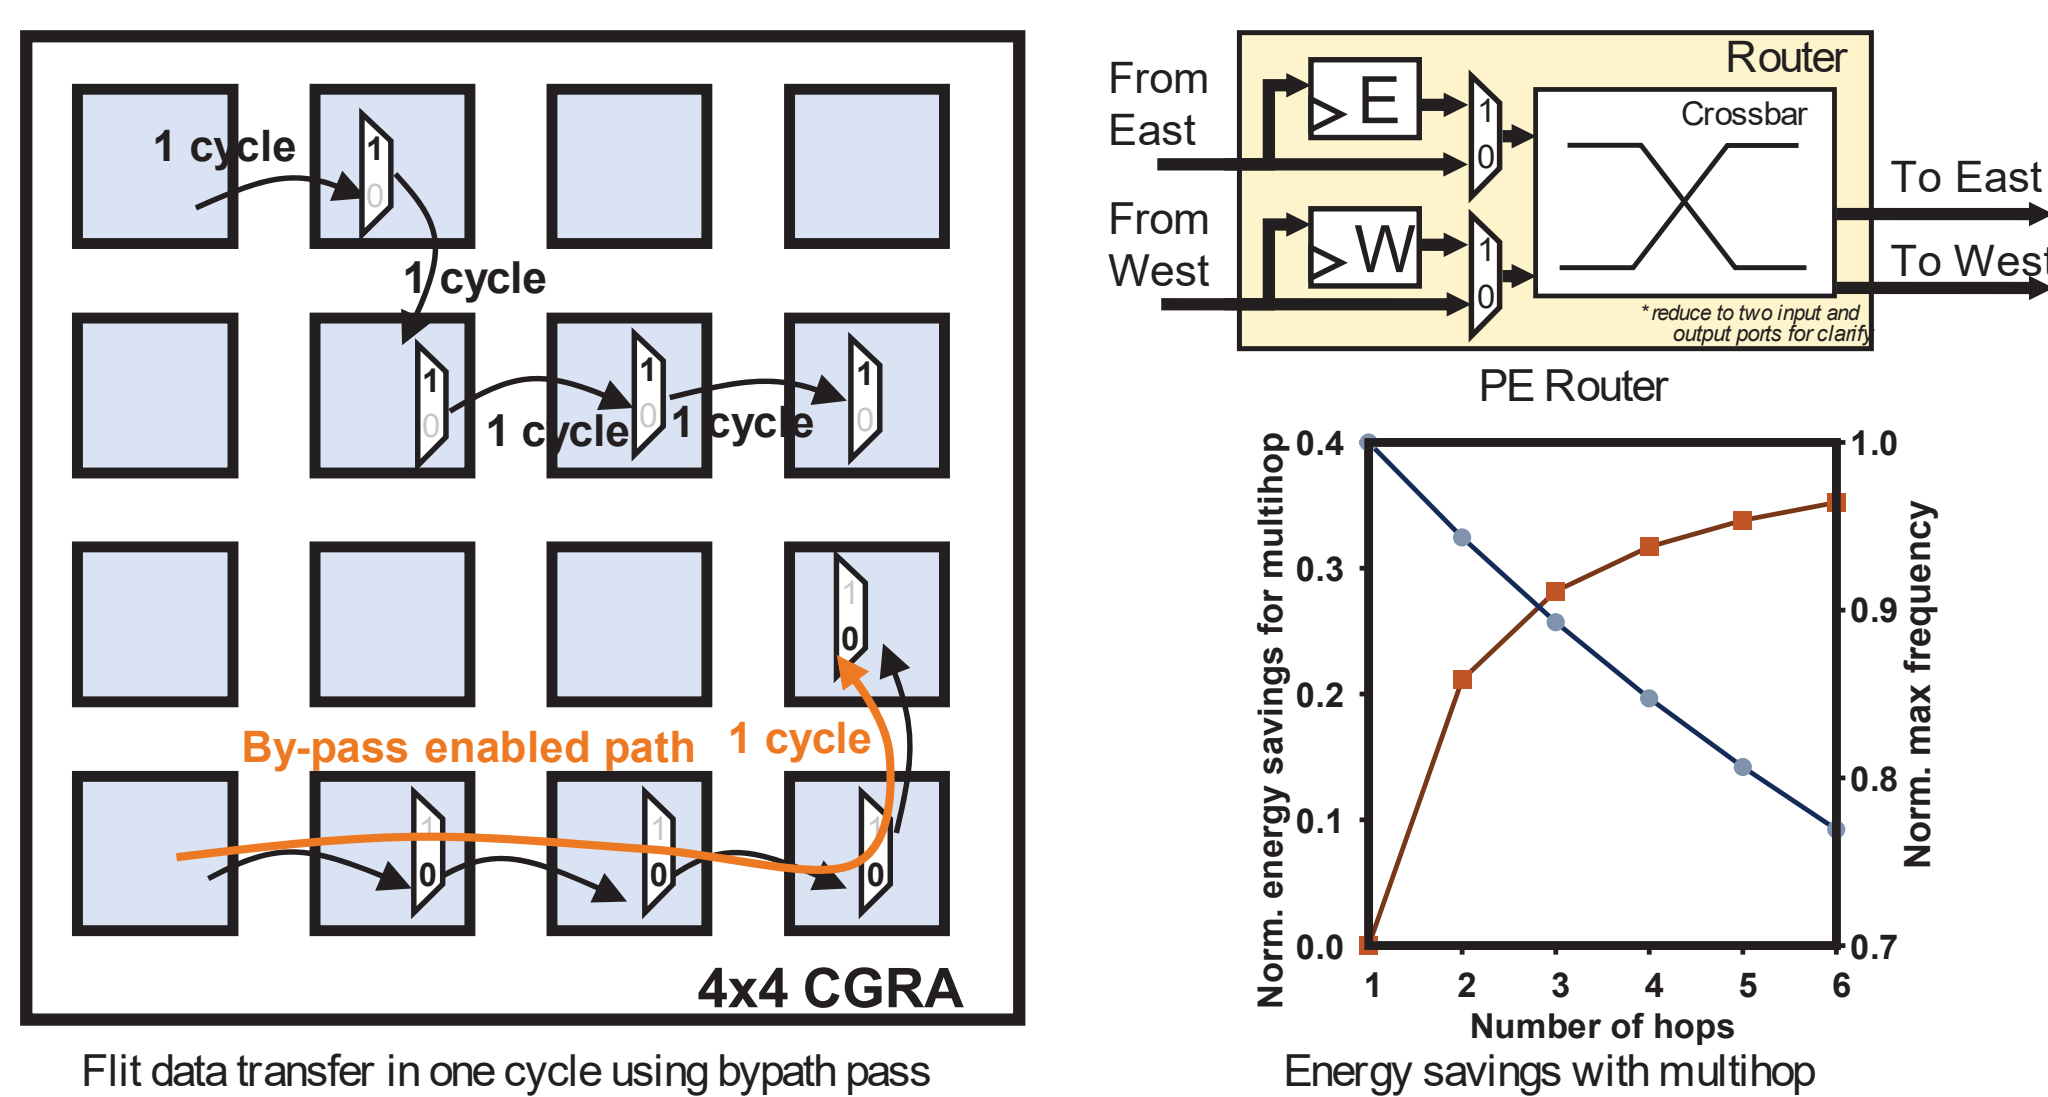 1 cycle
1
0
1 cycle
1
0
1 cycle
1
0
1 cycle
1
0
1
0
By-pass enabled path
1 cycle
1
0
1
0
1
0
4x4 CGRA
Flit data transfer in one cycle using bypath pass
Router
From
East
E
1
0
Crossbar
To East
From
West
W
1
0
To West
*reduce to two input and
output ports for clarify
PE Router
Norm. energy savings for multihop
0.4
0.3
0.2
0.1
0.0
1.0
0.9
0.8
0.7
Norm. max frequency
1 2 3 4 5 6
Number of hops
Energy savings with multihop